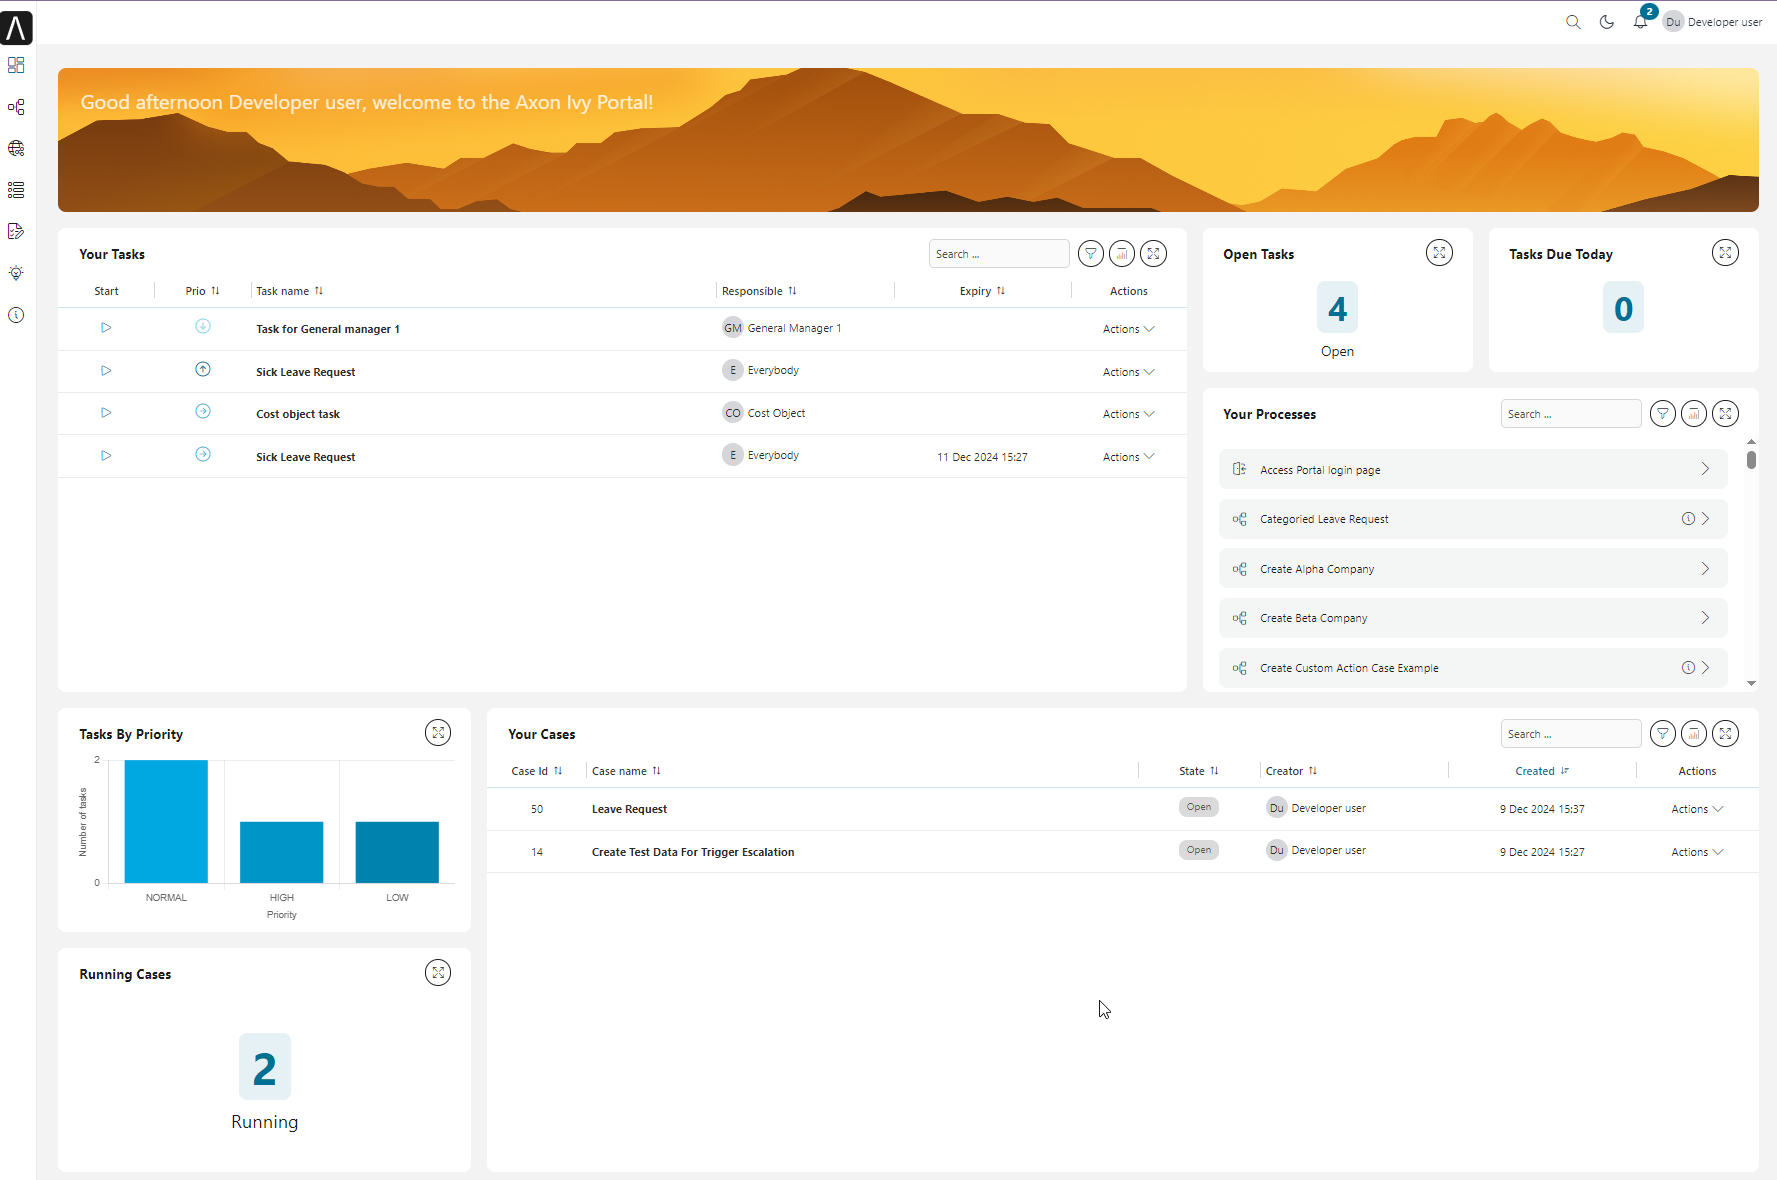 2
Du Developer user
Good afternoon Developer user, welcome to the Axon Ivy Portal!
Your Tasks
Search ...
Start Prio Task name Responsible Expiry Actions
Task for General manager 1 GM General Manager 1 Actions
Sick Leave Request E Everybody Actions
Cost object task CO Cost Object Actions
Sick Leave Request E Everybody 11 Dec 2024 15:27 Actions
Open Tasks
4
Open
Tasks Due Today
0
Your Processes
Search ...
Access Portal login page
Categoried Leave Request
Create Alpha Company
Create Beta Company
Create Custom Action Case Example
Tasks By Priority
2
Number of tasks
0
NORMAL HIGH LOW
Priority
Your Cases
Search ...
Case Id Case name State Creator Created Actions
50 Leave Request Open Du Developer user 9 Dec 2024 15:37 Actions
14 Create Test Data For Trigger Escalation Open Du Developer user 9 Dec 2024 15:27 Actions
Running Cases
2
Running